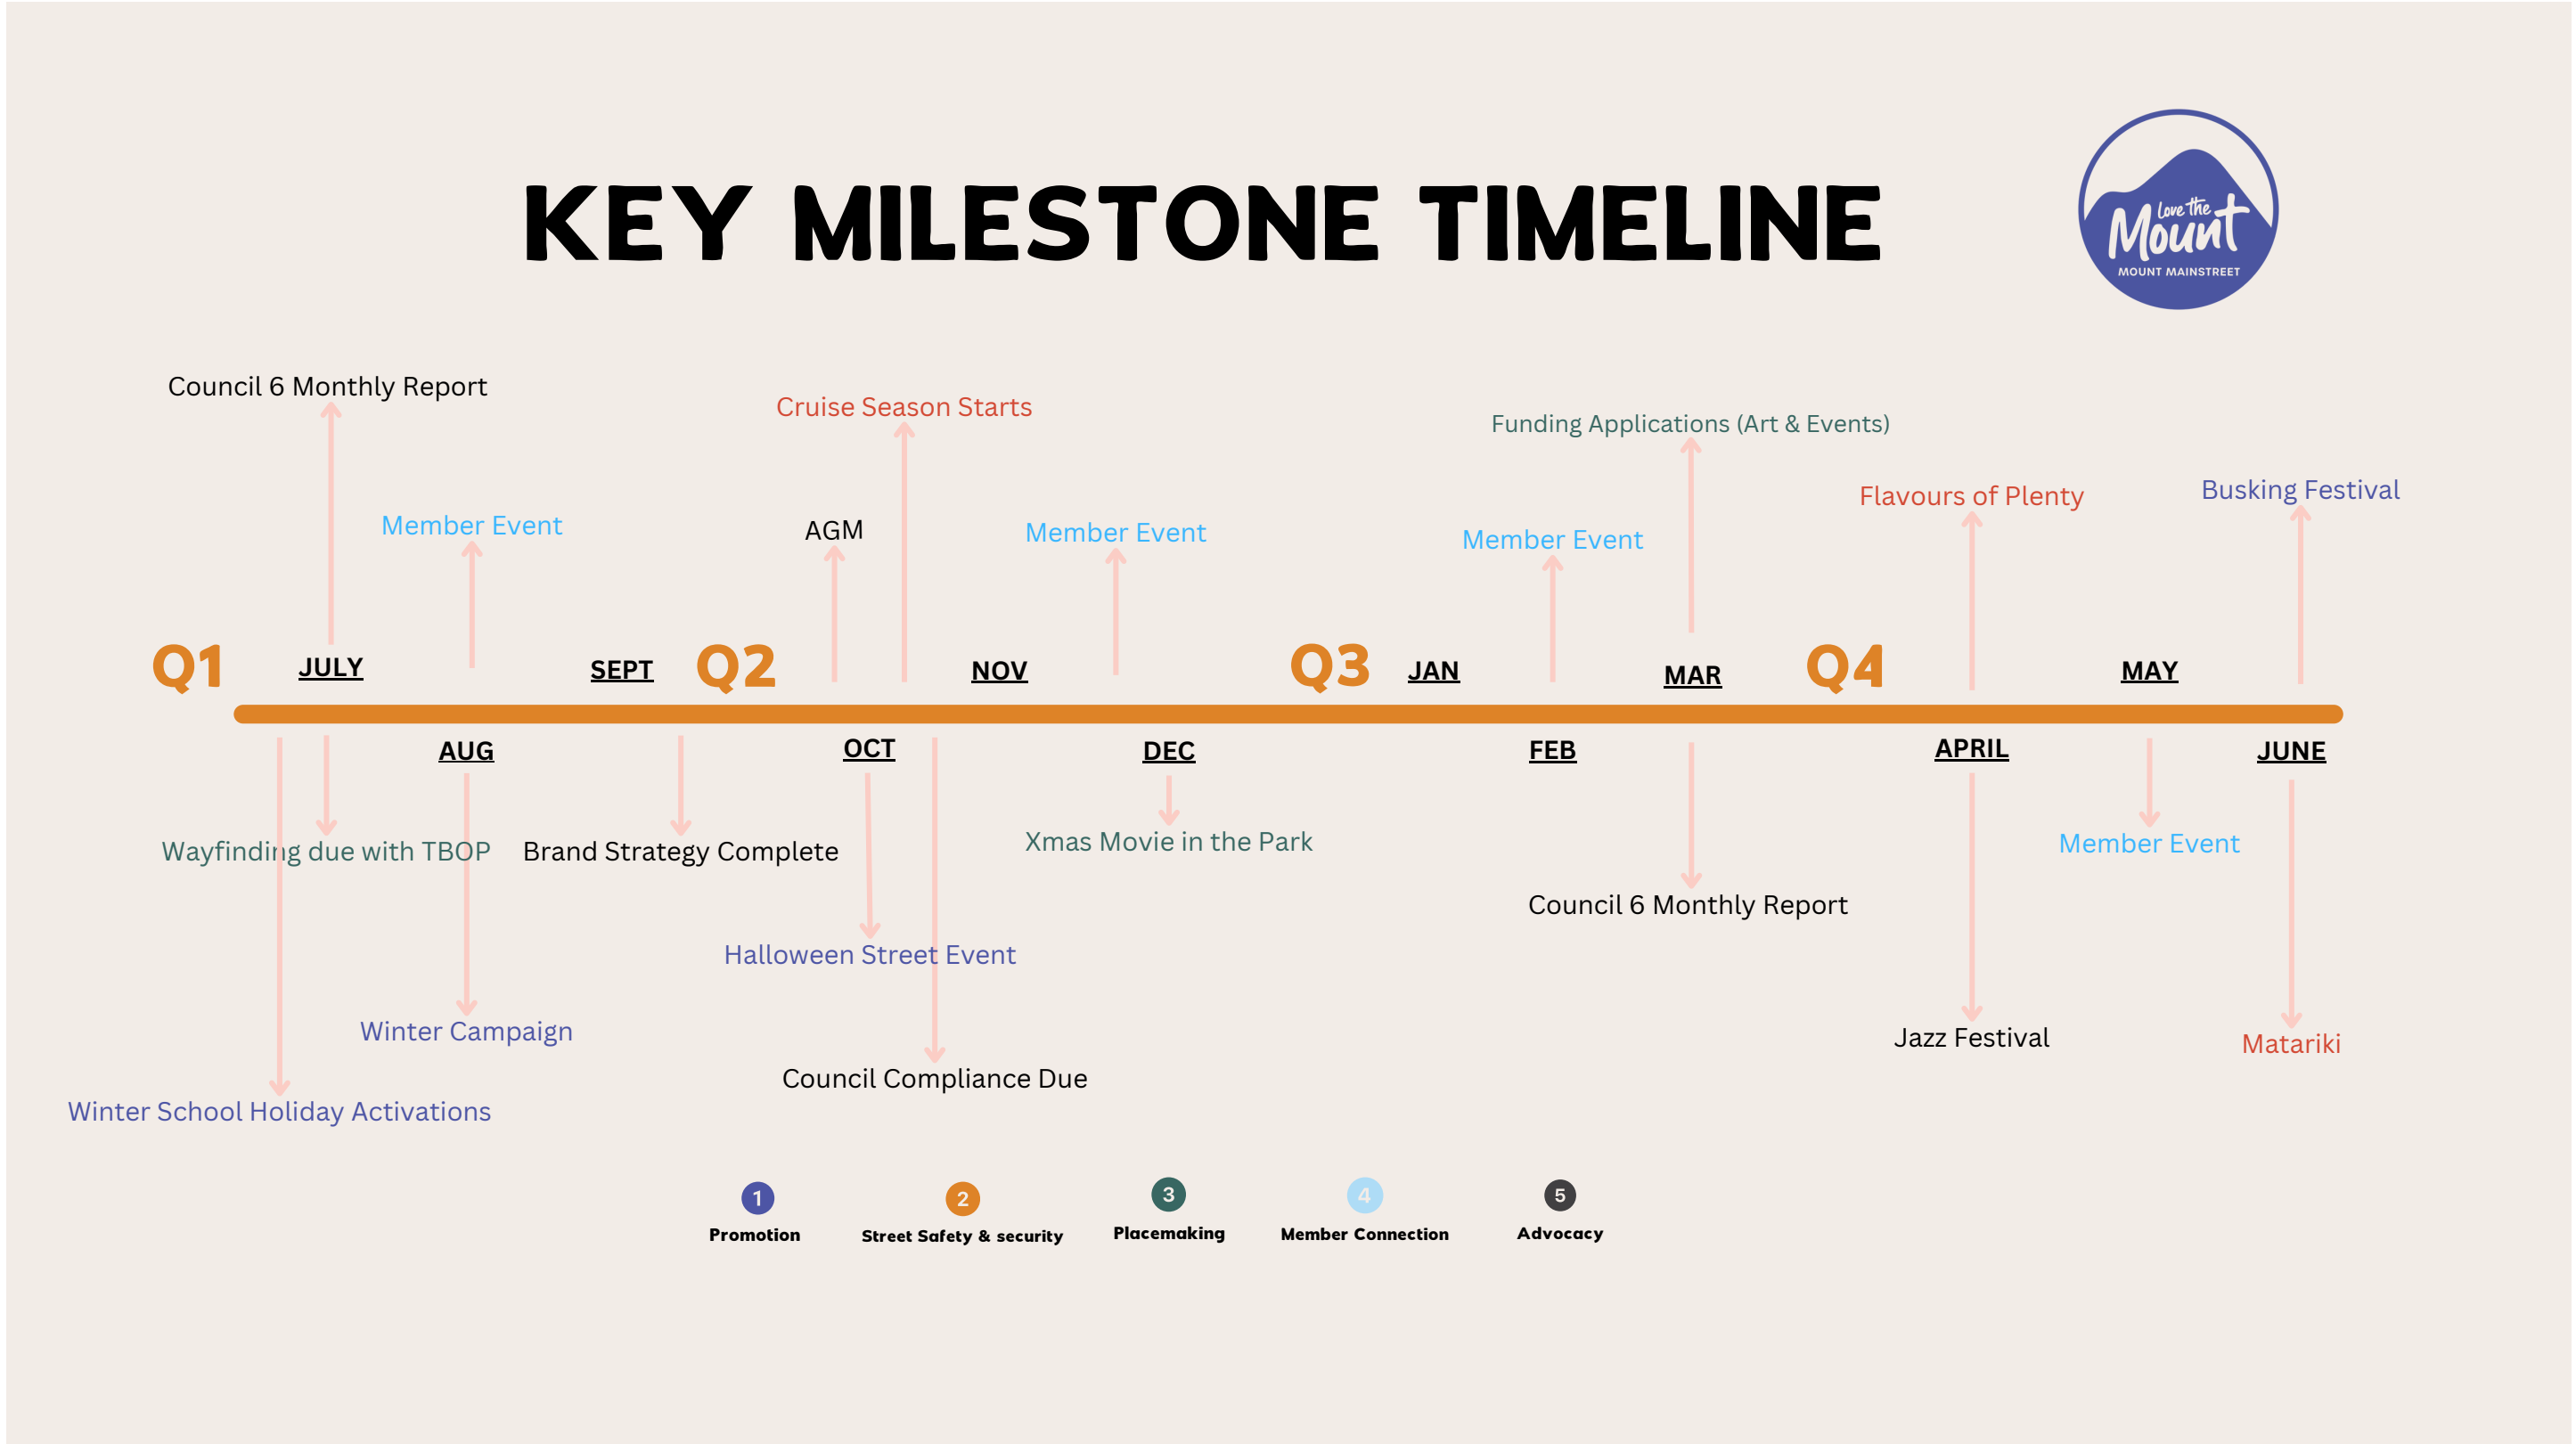 KEY MILESTONE TIMELINE
love the
Mount
MOUNT MAINSTREET
Council 6 Monthly Report
Cruise Season Starts
Funding Applications (Art & Events)
Flavours of Plenty
Busking Festival
Member Event
AGM
Member Event
Member Event
Q1
JULY
SEPT
Q2
NOV
Q3
JAN
MAR
Q4
MAY
AUG
OCT
DEC
FEB
APRIL
JUNE
Wayfinding due with TBOP
Brand Strategy Complete
Xmas Movie in the Park
Member Event
Council 6 Monthly Report
Halloween Street Event
Winter Campaign
Jazz Festival
Matariki
Council Compliance Due
Winter School Holiday Activations
1
Promotion
2
Street Safety & security
3
Placemaking
4
Member Connection
5
Advocacy